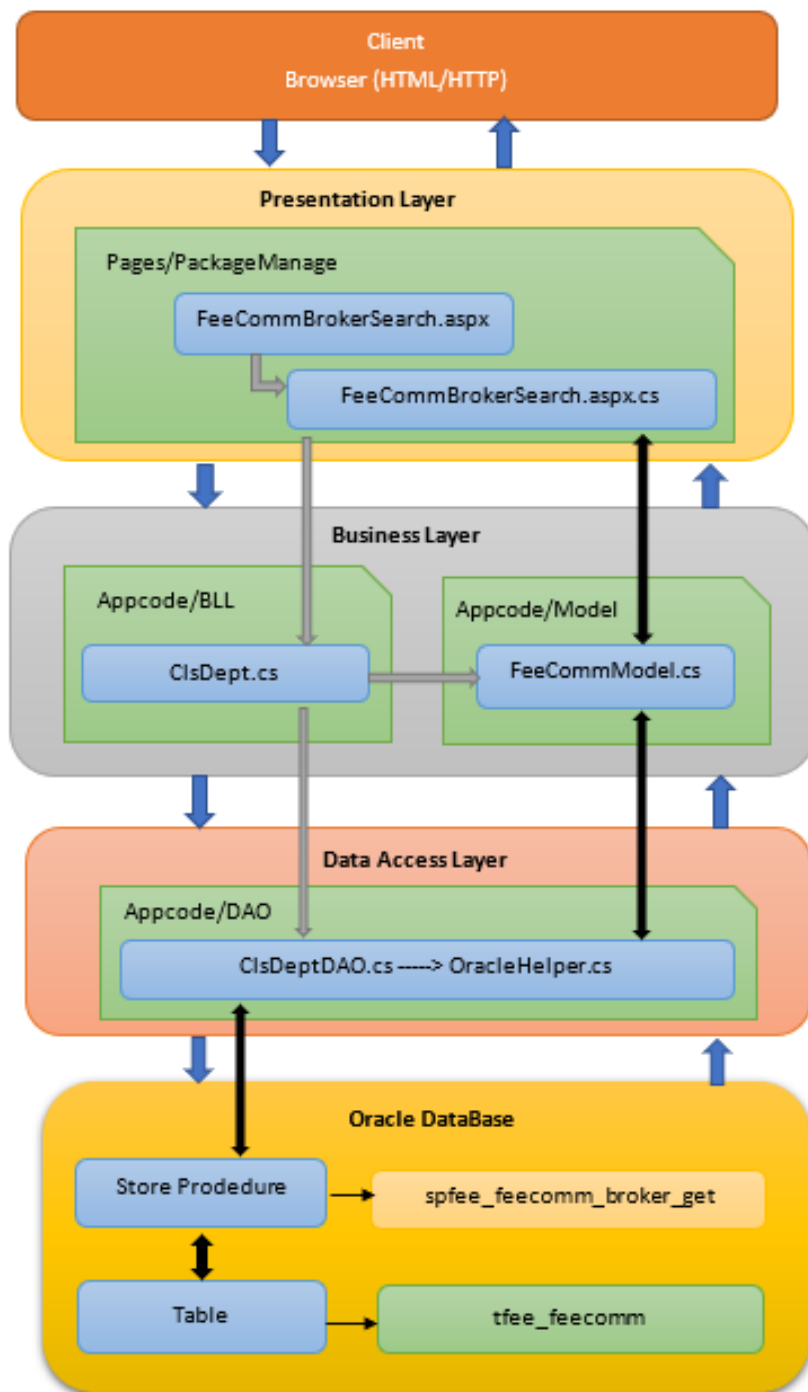 Client
Browser (HTML/HTTP)
Presentation Layer
Pages/PackageManage
FeeCommBrokerSearch.aspx
FeeCommBrokerSearch.aspx.cs
Business Layer
Appcode/BLL
Appcode/Model
ClsDept.cs
FeeCommModel.cs
Data Access Layer
Appcode/DAO
ClsDeptDAO.cs -----> OracleHelper.cs
Oracle DataBase
Store Prodedure
spfee_feecomm_broker_get
Table
tfee_feecomm